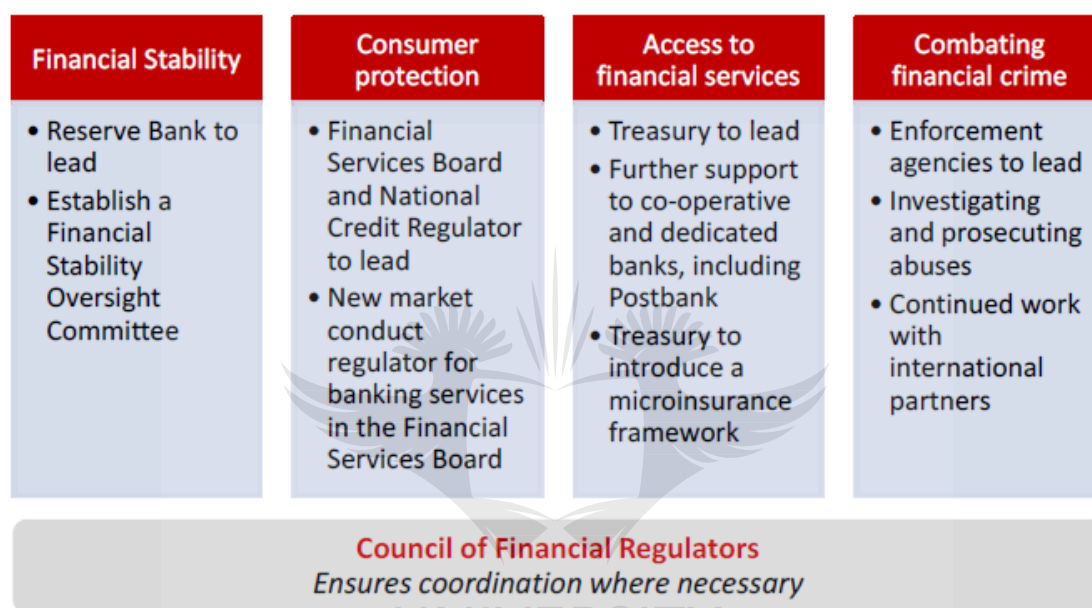 Financial Stability
• Reserve Bank to
lead
• Establish a
Financial
Stability
Oversight
Committee
Consumer
protection
• Financial
Services Board
and National
Credit Regulator
to lead
• New market
conduct
regulator for
banking services
in the Financial
Services Board
Access to
financial services
• Treasury to lead
• Further support
to co-operative
and dedicated
banks, including
Postbank
• Treasury to
introduce a
microinsurance
framework
Combating
financial crime
• Enforcement
agencies to lead
• Investigating
and prosecuting
abuses
• Continued work
with
international
partners
Council of Financial Regulators
Ensures coordination where necessary